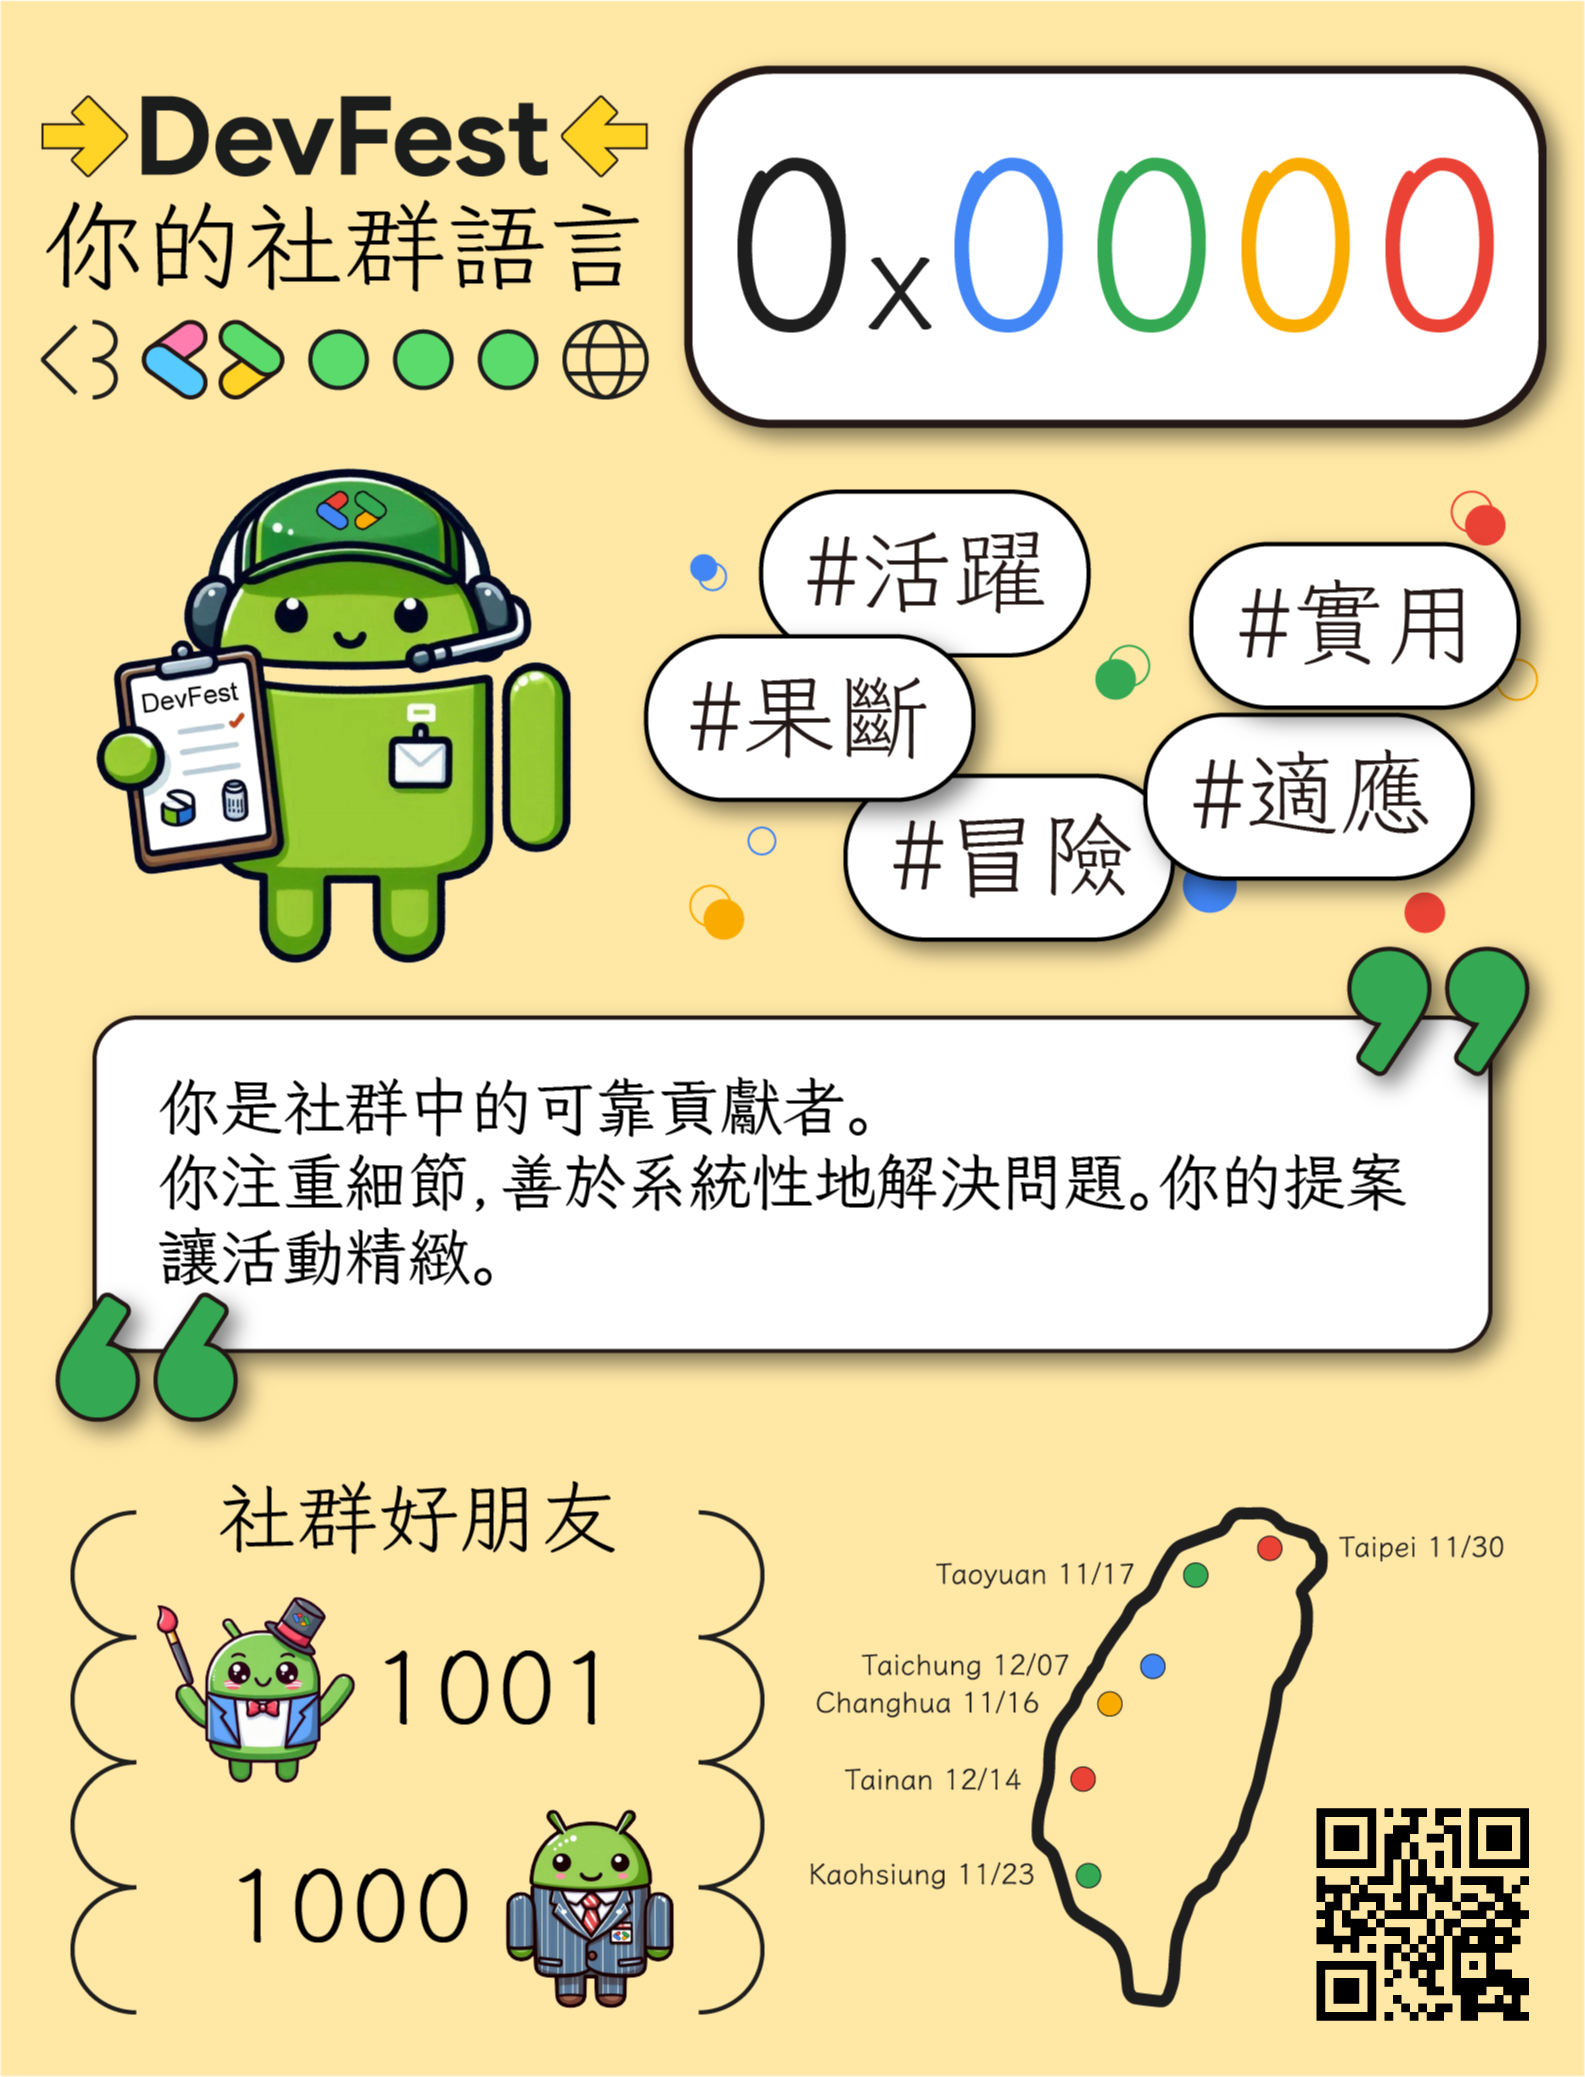 DevFest
你的社群語言
<3
0x0000
#活躍
#實用
#果斷
#適應
#冒險
DevFest
你是社群中的可靠貢獻者。
你注重細節,善於系統性地解決問題。你的提案
讓活動精緻。
社群好朋友
1001
1000
Taipei 11/30
Taoyuan 11/17
Taichung 12/07
Changhua 11/16
Tainan 12/14
Kaohsiung 11/23